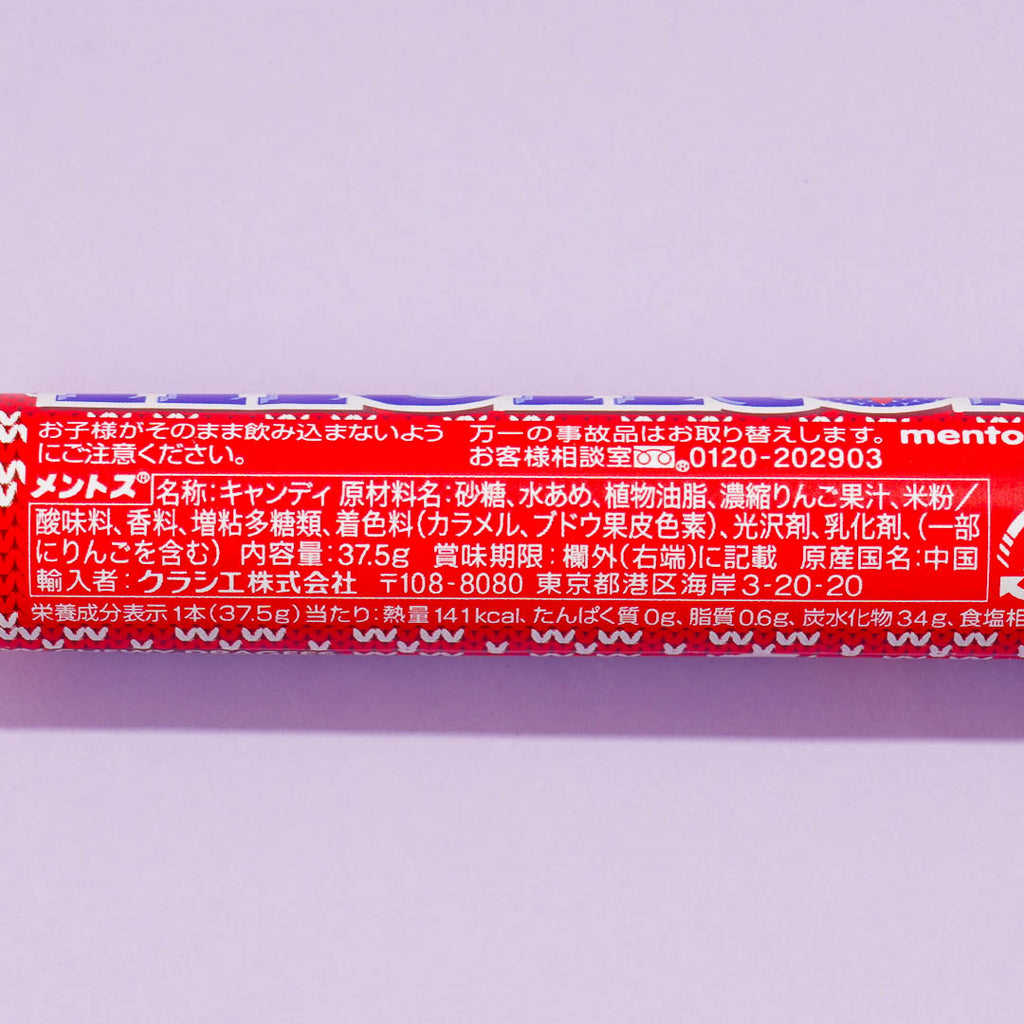 お子様がそのまま飲み込まないよう
にご注意ください。
万一の事故品はお取り替えします。
お客様相談室 ®0120-202903
mento
メントス® 名称:キャンディ 原材料名:砂糖、水あめ、植物油脂、濃縮りんご果汁、米粉/
酸味料、香料、増粘多糖類、着色料(カラメル、ブドウ果皮色素)、光沢剤、乳化剤、(一部
にりんごを含む) 内容量:37.5g 賞味期限:欄外(右端)に記載 原産国名:中国
輸入者:クラシエ株式会社 〒108-8080 東京都港区海岸3-20-20
栄養成分表示1本(37.5g)当たり:熱量141kcal、たんぱく質0g、脂質0.6g、炭水化物34g、食塩相